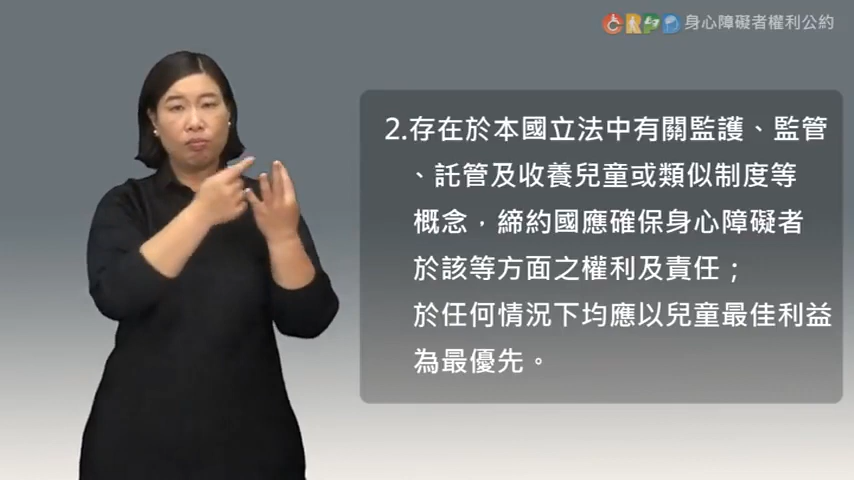 CRPD 身心障礙者權利公約
2.存在於本國立法中有關監護、監管
、託管及收養兒童或類似制度等
概念，締約國應確保身心障礙者
於該等方面之權利及責任；
於任何情況下均應以兒童最佳利益
為最優先。